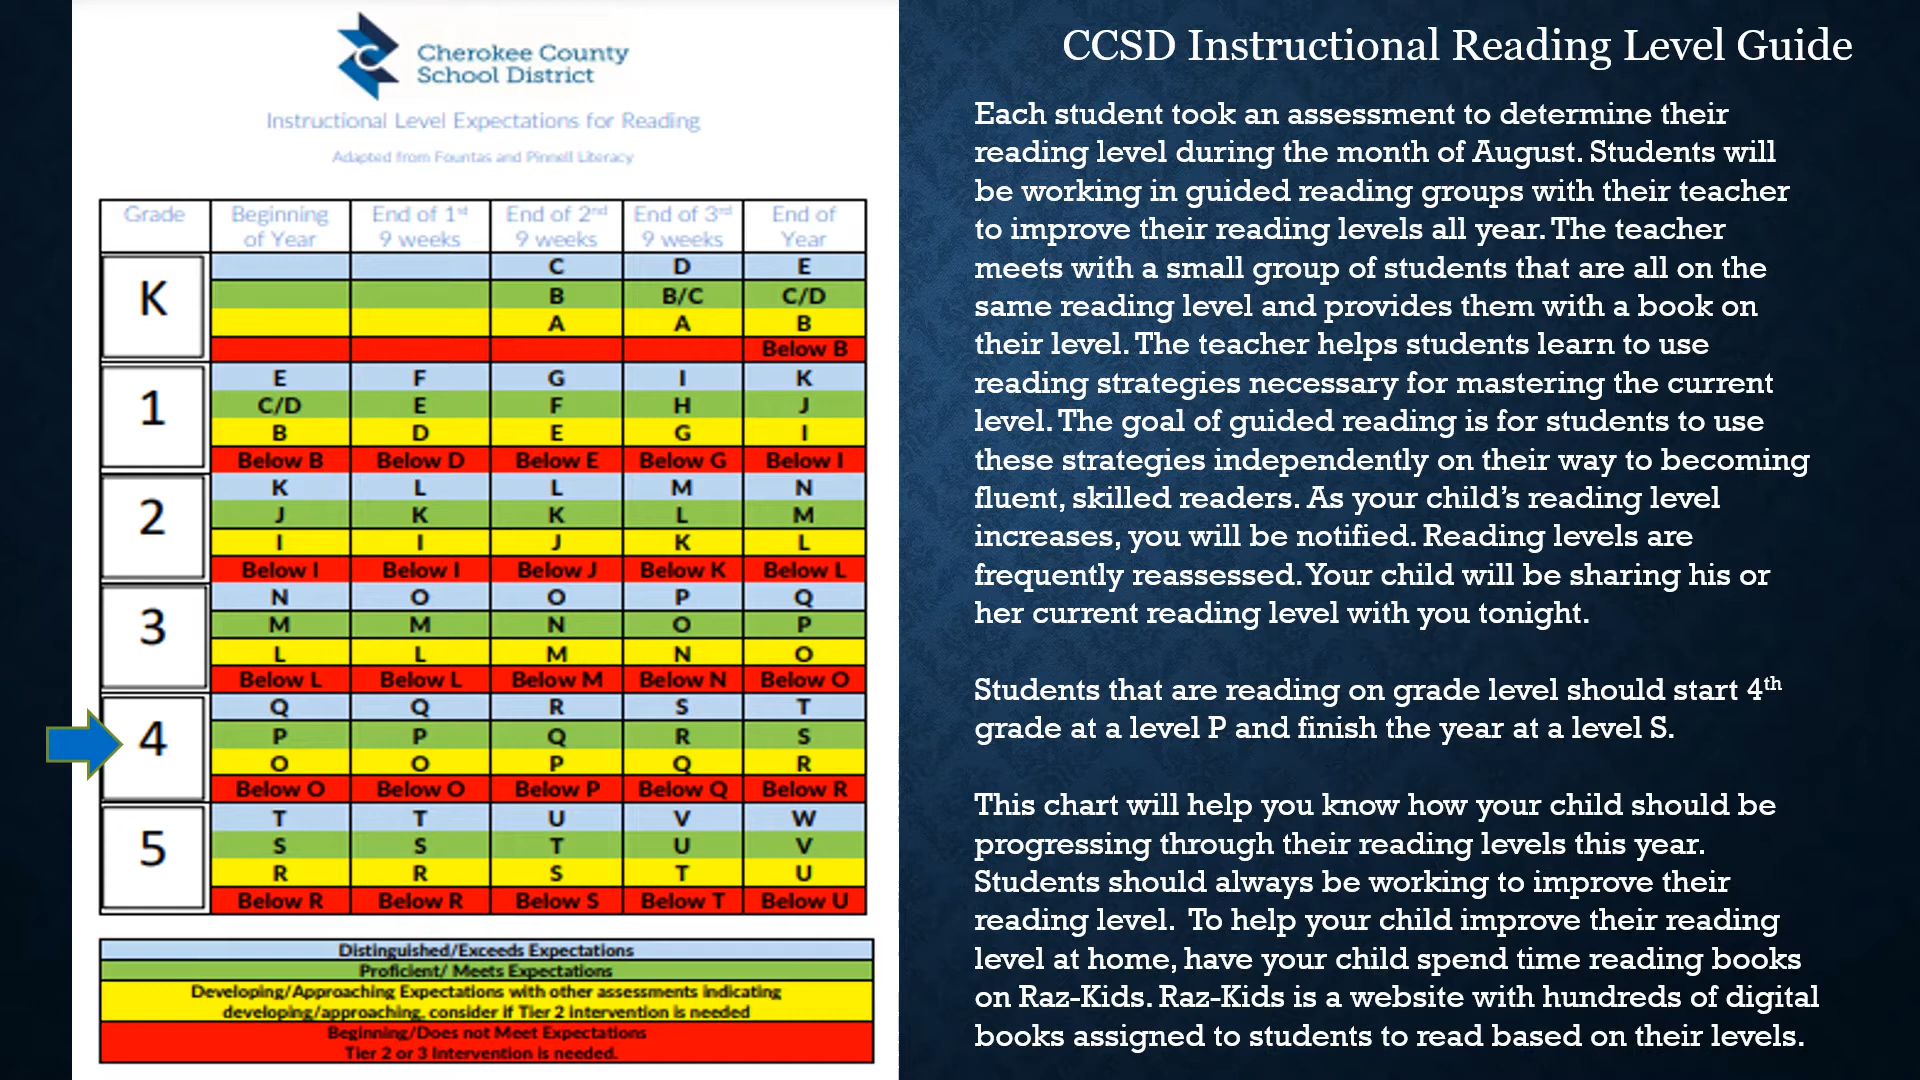 Cherokee County
School District
Instructional Level Expectations for Reading
Adapted from Fountas and Pinnell Literacy
Grade Beginning of Year End of 1st 9 weeks End of 2nd 9 weeks End of 3rd 9 weeks End of Year
K
C D E
B B/C C/D
A A B
Below B
1
E F G I K
C/D E F H J
B D E G I
Below B Below D Below E Below G Below I
2
K L L M N
J K K L M
I I J K L
Below I Below I Below J Below K Below L
3
N O O P Q
M M N O P
L L M N O
Below L Below L Below M Below N Below O
4
Q Q R S T
P P Q R S
O O P Q R
Below O Below O Below P Below Q Below R
5
T T U V W
S S T U V
R R S T U
Below R Below R Below S Below T Below U
Distinguished/Exceeds Expectations
Proficient/ Meets Expectations
Developing/Approaching Expectations with other assessments indicating
developing/approaching, consider if Tier 2 intervention is needed
Beginning/Does not Meet Expectations
Tier 2 or 3 Intervention is needed.
CCSD Instructional Reading Level Guide
Each student took an assessment to determine their
reading level during the month of August. Students will
be working in guided reading groups with their teacher
to improve their reading levels all year. The teacher
meets with a small group of students that are all on the
same reading level and provides them with a book on
their level. The teacher helps students learn to use
reading strategies necessary for mastering the current
level. The goal of guided reading is for students to use
these strategies independently on their way to becoming
fluent, skilled readers. As your child’s reading level
increases, you will be notified. Reading levels are
frequently reassessed. Your child will be sharing his or
her current reading level with you tonight.
Students that are reading on grade level should start 4th
grade at a level P and finish the year at a level S.
This chart will help you know how your child should be
progressing through their reading levels this year.
Students should always be working to improve their
reading level. To help your child improve their reading
level at home, have your child spend time reading books
on Raz-Kids. Raz-Kids is a website with hundreds of digital
books assigned to students to read based on their levels.